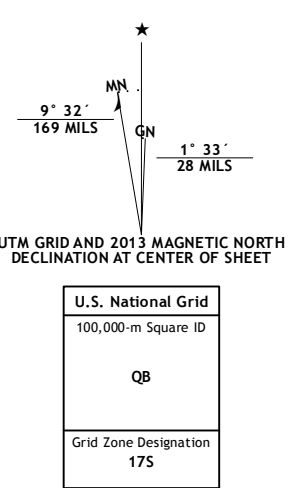 ★
MN
GN
9° 32´
169 MILS
1° 33´
28 MILS
UTM GRID AND 2013 MAGNETIC NORTH
DECLINATION AT CENTER OF SHEET
U.S. National Grid
100,000-m Square ID
QB
Grid Zone Designation
17S